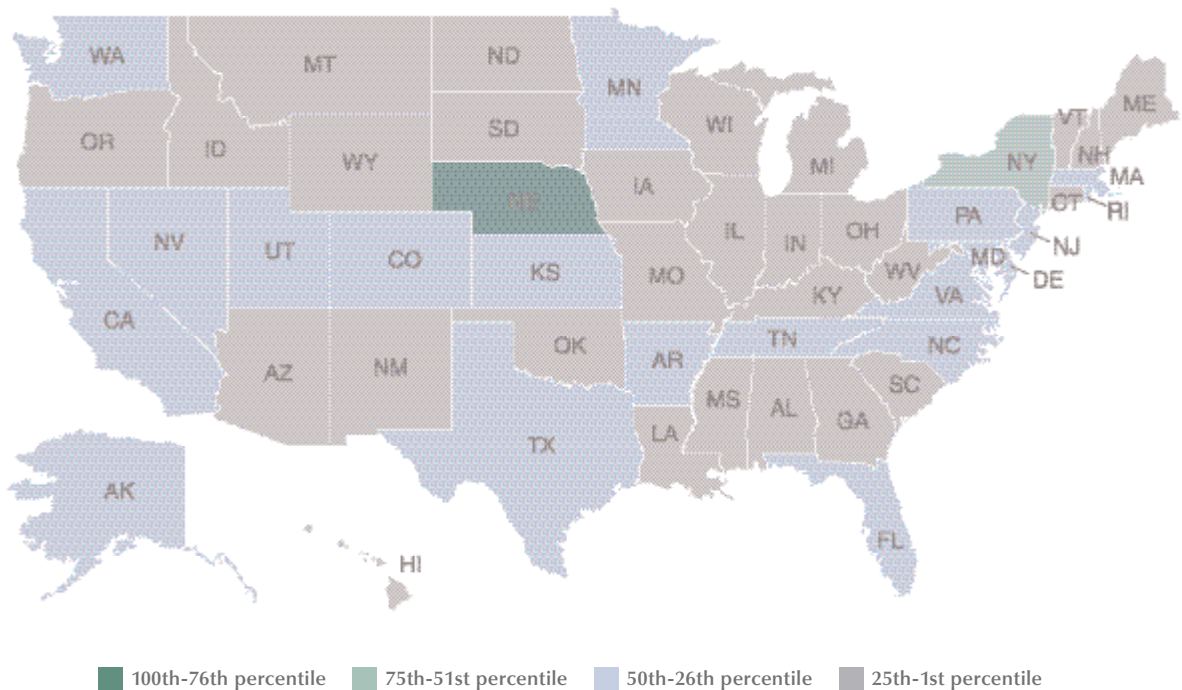 WA
MT
ND
MN
OR
ID
WY
SD
WI
MI
NY
VT
NH
ME
MA
CT
RI
NE
IA
PA
NJ
NV
UT
CO
KS
MO
IL
IN
OH
WV
MD
DE
VA
KY
CA
AZ
NM
OK
AR
TN
NC
TX
LA
MS
AL
GA
SC
FL
AK
HI
100th-76th percentile 75th-51st percentile 50th-26th percentile 25th-1st percentile